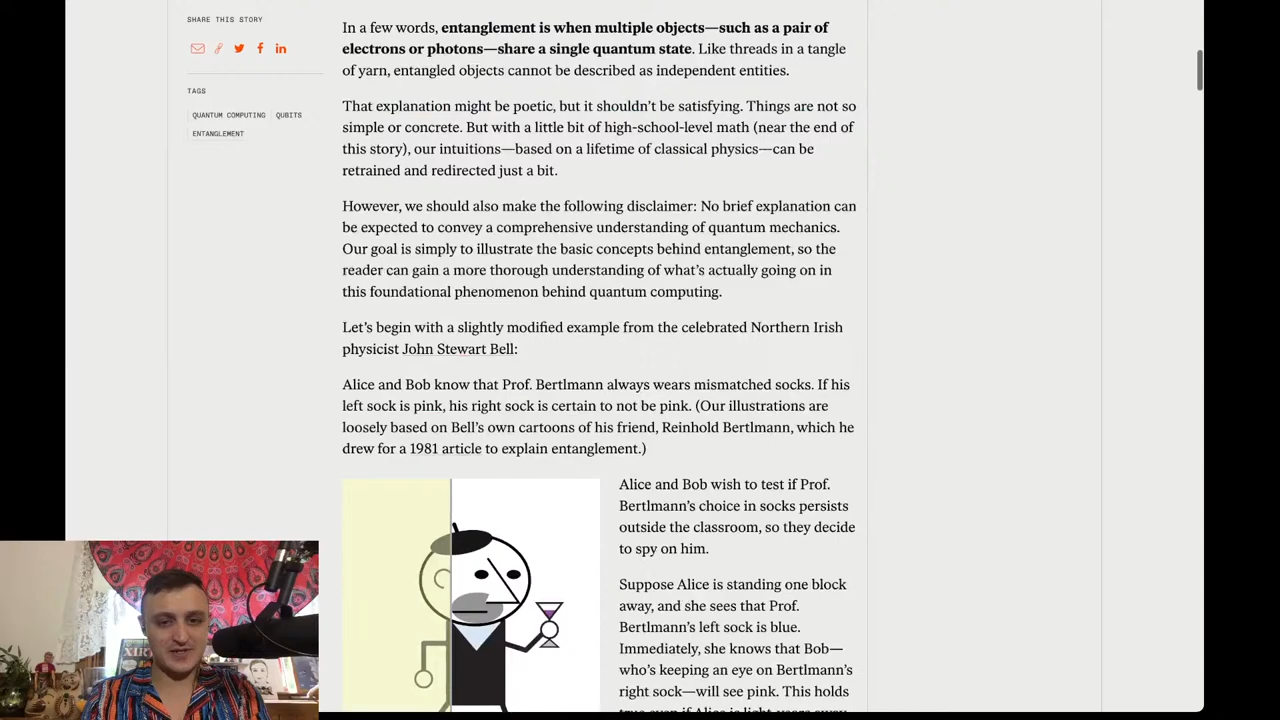 SHARE THIS STORY
TAGS
QUANTUM COMPUTING QUBITS
ENTANGLEMENT
In a few words, entanglement is when multiple objects—such as a pair of
electrons or photons—share a single quantum state. Like threads in a tangle
of yarn, entangled objects cannot be described as independent entities.
That explanation might be poetic, but it shouldn't be satisfying. Things are not so
simple or concrete. But with a little bit of high-school-level math (near the end of
this story), our intuitions—based on a lifetime of classical physics—can be
retrained and redirected just a bit.
However, we should also make the following disclaimer: No brief explanation can
be expected to convey a comprehensive understanding of quantum mechanics.
Our goal is simply to illustrate the basic concepts behind entanglement, so the
reader can gain a more thorough understanding of what's actually going on in
this foundational phenomenon behind quantum computing.
Let's begin with a slightly modified example from the celebrated Northern Irish
physicist John Stewart Bell:
Alice and Bob know that Prof. Bertlmann always wears mismatched socks. If his
left sock is pink, his right sock is certain to not be pink. (Our illustrations are
loosely based on Bell's own cartoons of his friend, Reinhold Bertlmann, which he
drew for a 1981 article to explain entanglement.)
Alice and Bob wish to test if Prof.
Bertlmann's choice in socks persists
outside the classroom, so they decide
to spy on him.
Suppose Alice is standing one block
away, and she sees that Prof.
Bertlmann's left sock is blue.
Immediately, she knows that Bob—
who's keeping an eye on Bertlmann's
right sock—will see pink. This holds
true even if Alice is light-years away